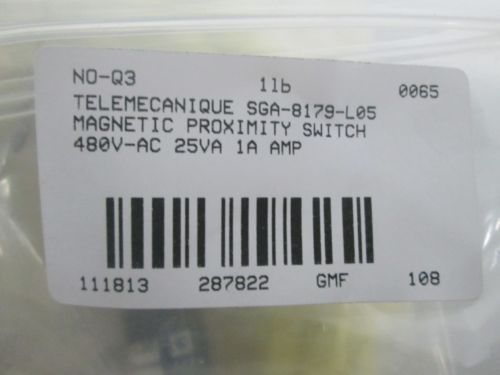 NO-Q3 1lb 0065
TELEMECANIQUE SGA-8179-L05
MAGNETIC PROXIMITY SWITCH
480V-AC 25VA 1A AMP
111813 287822 GMF 108